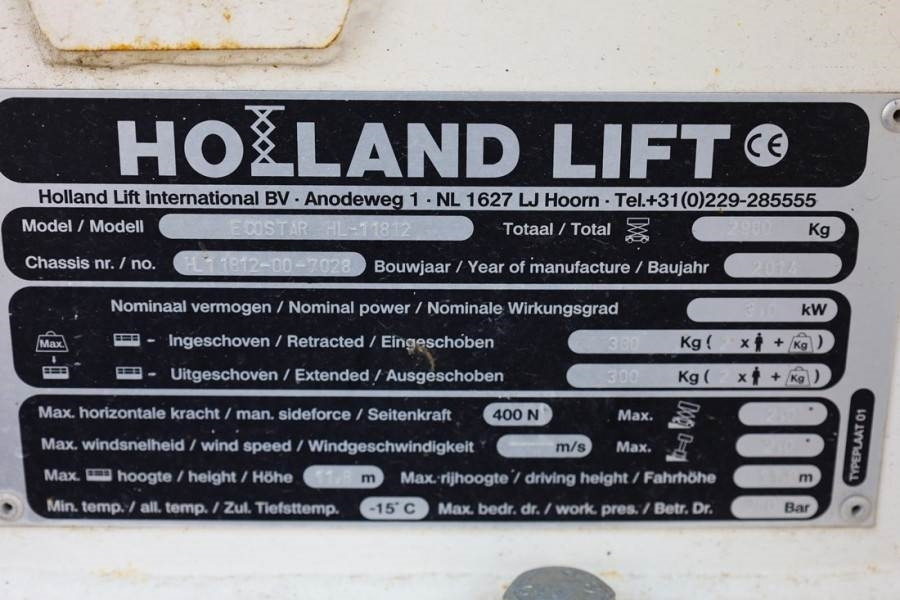 HOLLAND LIFT CE
Holland Lift International BV · Anodeweg 1 · NL 1627 LJ Hoorn · Tel.+31(0)229-285555
Model / Modell ECOSTAR HL-11812 Totaal / Total 2900 Kg
Chassis nr. / no. HL11812-00-7028 Bouwjaar / Year of manufacture / Baujahr 2014
Nominaal vermogen / Nominal power / Nominale Wirkungsgrad kW
Max. - Ingeschoven / Retracted / Eingeschoben 300 Kg ( x + Kg )
- Uitgeschoven / Extended / Ausgeschoben 300 Kg ( x + Kg )
Max. horizontale kracht / man. sideforce / Seitenkraft 400 N Max. °
Max. windsnelheid / wind speed / Windgeschwindigkeit m/s Max. °
Max. hoogte / height / Höhe 11.8 m Max. rijhoogte / driving height / Fahrhöhe m
Min. temp. / all. temp. / Zul. Tiefsttemp. -15° C Max. bedr. dr. / work. pres. / Betr. Dr. Bar
TYPEPLAAT 01